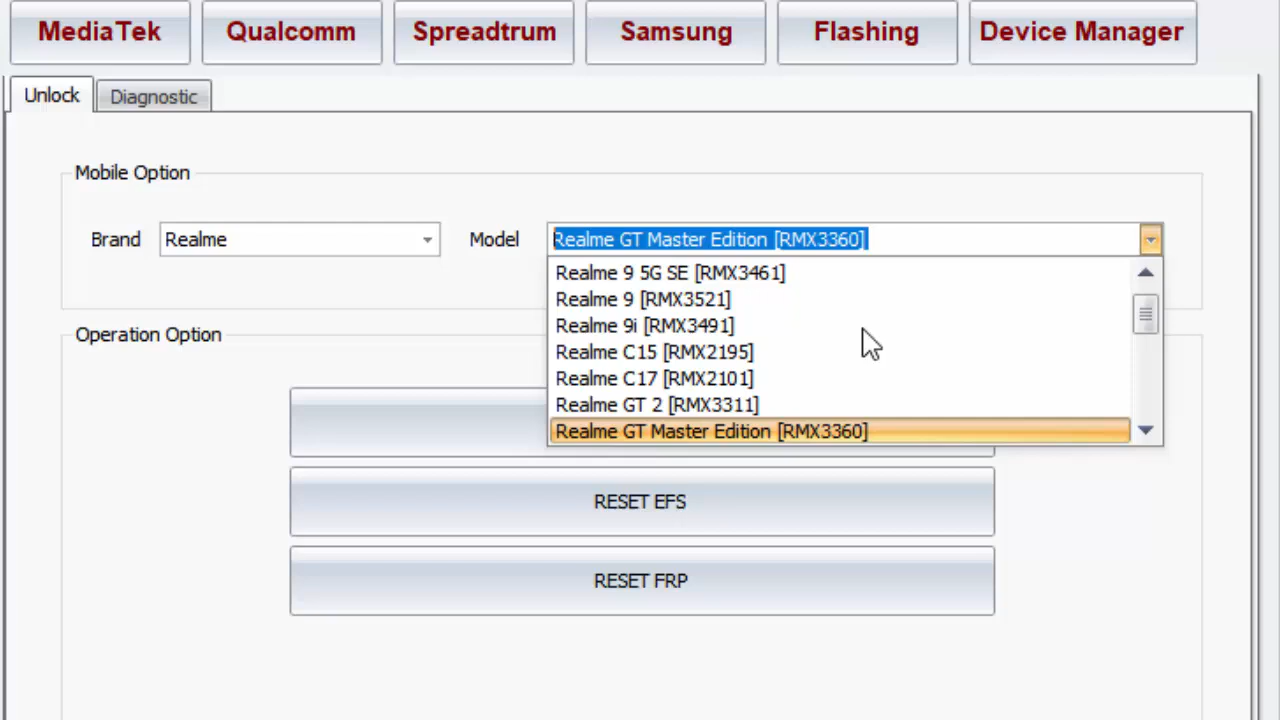 MediaTek Qualcomm Spreadtrum Samsung Flashing Device Manager
Unlock Diagnostic
Mobile Option
Brand Realme Model Realme GT Master Edition [RMX3360]
Realme 9 5G SE [RMX3461]
Realme 9 [RMX3521]
Realme 9i [RMX3491]
Realme C15 [RMX2195]
Realme C17 [RMX2101]
Realme GT 2 [RMX3311]
Realme GT Master Edition [RMX3360]
Operation Option
RESET EFS
RESET FRP